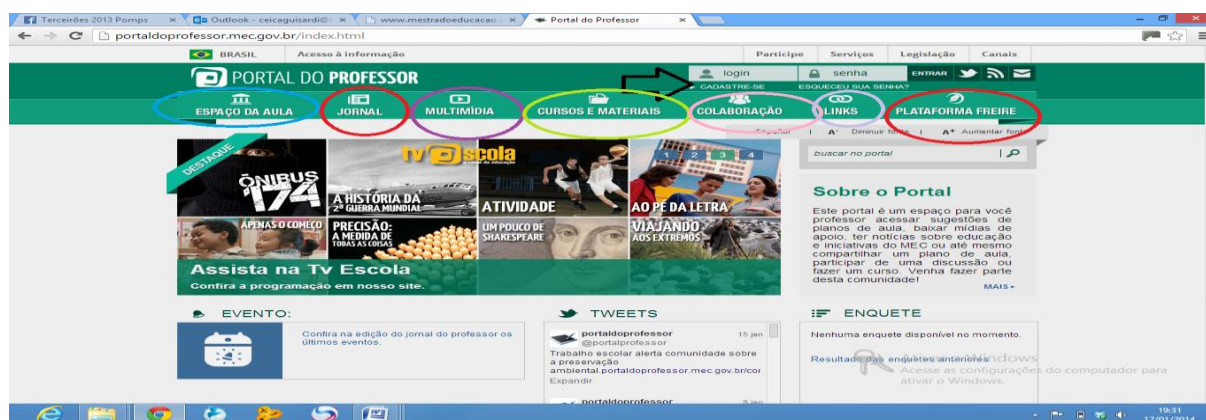 Terceirões 2013 Pomps
Outlook - ceicaguisardi@
www.mestradoeducacao.
Portal do Professor
portaldoprofessor.mec.gov.br/index.html
BRASIL Acesso à informação Participe Serviços Legislação Canais
PORTAL DO PROFESSOR
login senha ENTRAR
CADASTRE-SE ESQUECEU SUA SENHA?
ESPAÇO DA AULA JORNAL MULTIMÍDIA CURSOS E MATERIAIS COLABORAÇÃO LINKS PLATAFORMA FREIRE
Español | A- Diminuir fonte | A+ Aumentar font
DESTAQUE
tv escola
1 2 3 4
buscar no portal
ÔNIBUS
174
A HISTÓRIA DA
2ª GUERRA MUNDIAL
ATIVIDADE
AO PÉ DA LETRA
APENAS O COMEÇO
PRECISÃO:
A MEDIDA DE
TODAS AS COISAS
UM POUCO DE
SHAKESPEARE
VIAJANDO
AOS EXTREMOS
Assista na Tv Escola
Confira a programação em nosso site.
Sobre o Portal
Este portal é um espaço para você
professor acessar sugestões de
planos de aula, baixar mídias de
apoio, ter notícias sobre educação
e iniciativas do MEC ou até mesmo
compartilhar um plano de aula,
participar de uma discussão ou
fazer um curso. Venha fazer parte
desta comunidade!
MAIS
EVENTO:
Confira na edição do jornal do professor os
últimos eventos.
TWEETS
portaldoprofessor 15 jan
@portalprofessor
Trabalho escolar alerta comunidade sobre
a preservação
ambiental.portaldoprofessor.mec.gov.br/cor
Expandir
portaldoprofessor 8 jan
ENQUETE
Nenhuma enquete disponível no momento.
Resultado das enquetes anteriores
Windows
Acesse as configurações do computador para
ativar o Windows.
19:31
17/01/2014